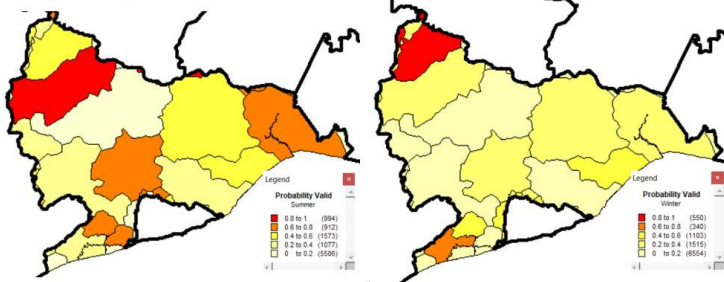 Legend
Probability Valid
Summer
0.8 to 1 (994)
0.6 to 0.8 (912)
0.4 to 0.6 (1573)
0.2 to 0.4 (1077)
0 to 0.2 (5506)
Legend
Probability Valid
Winter
0.8 to 1 (550)
0.6 to 0.8 (340)
0.4 to 0.6 (1103)
0.2 to 0.4 (1515)
0 to 0.2 (6554)